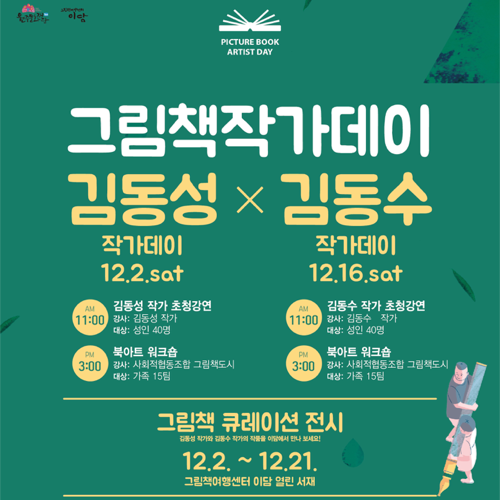 이담
PICTURE BOOK
ARTIST DAY
그림책작가데이
김동성 × 김동수
작가데이
12.2.sat
작가데이
12.16.sat
AM
11:00
김동성 작가 초청강연
강사: 김동성 작가
대상: 성인 40명
PM
3:00
북아트 워크숍
강사: 사회적협동조합 그림책도시
대상: 가족 15팀
AM
11:00
김동수 작가 초청강연
강사: 김동수 작가
대상: 성인 40명
PM
3:00
북아트 워크숍
강사: 사회적협동조합 그림책도시
대상: 가족 15팀
그림책 큐레이션 전시
김동성 작가와 김동수 작가의 작품을 이담에서 만나 보세요!
12.2. ~ 12.21.
그림책여행센터 이담 열린 서재